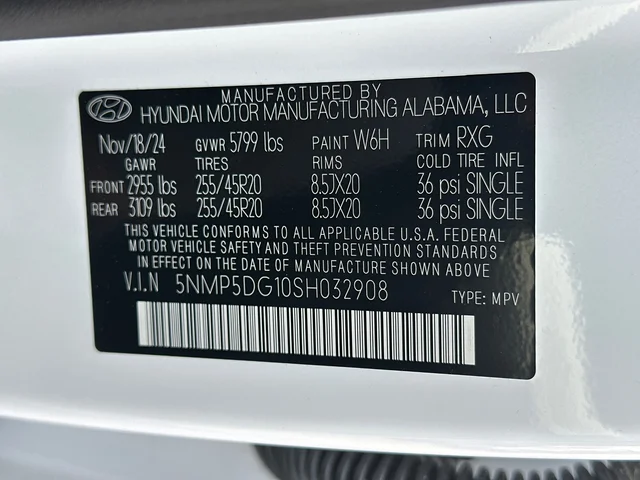 MANUFACTURED BY
HYUNDAI MOTOR MANUFACTURING ALABAMA, LLC
Nov/18/24 GVWR 5799 lbs PAINT W6H TRIM RXG
GAWR TIRES RIMS COLD TIRE INFL
FRONT 2955 lbs 255/45R20 8.5JX20 36 psi SINGLE
REAR 3109 lbs 255/45R20 8.5JX20 36 psi SINGLE
THIS VEHICLE CONFORMS TO ALL APPLICABLE U.S.A. FEDERAL
MOTOR VEHICLE SAFETY AND THEFT PREVENTION STANDARDS
IN EFFECT ON THE DATE OF MANUFACTURE SHOWN ABOVE
V.I.N 5NMP5DG10SH032908 TYPE: MPV